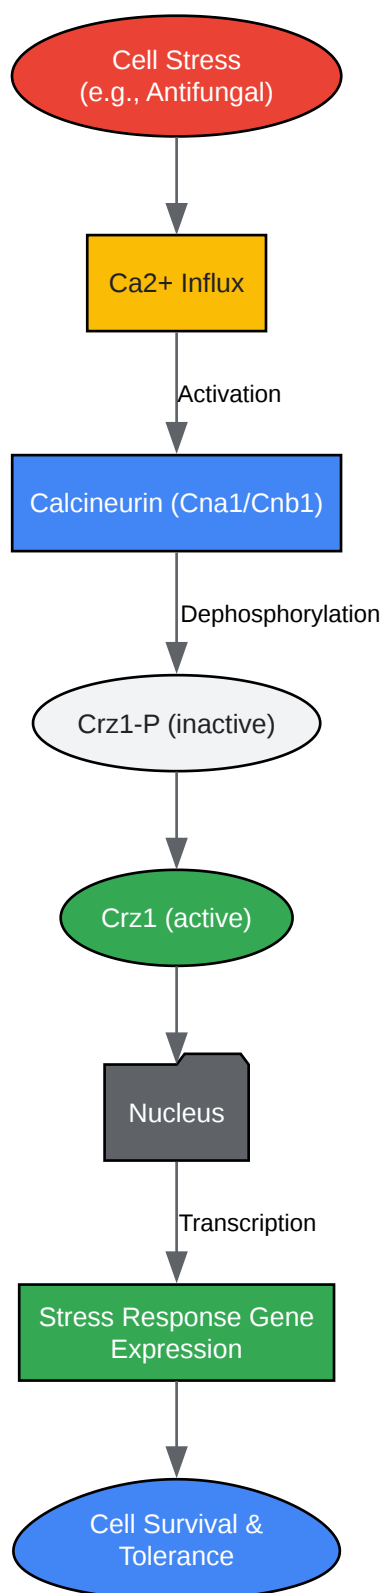 Cell Stress
(e.g., Antifungal)
Ca2+ Influx
Activation
Calcineurin (Cna1/Cnb1)
Dephosphorylation
Crz1-P (inactive)
Crz1 (active)
Nucleus
Transcription
Stress Response Gene
Expression
Cell Survival &
Tolerance